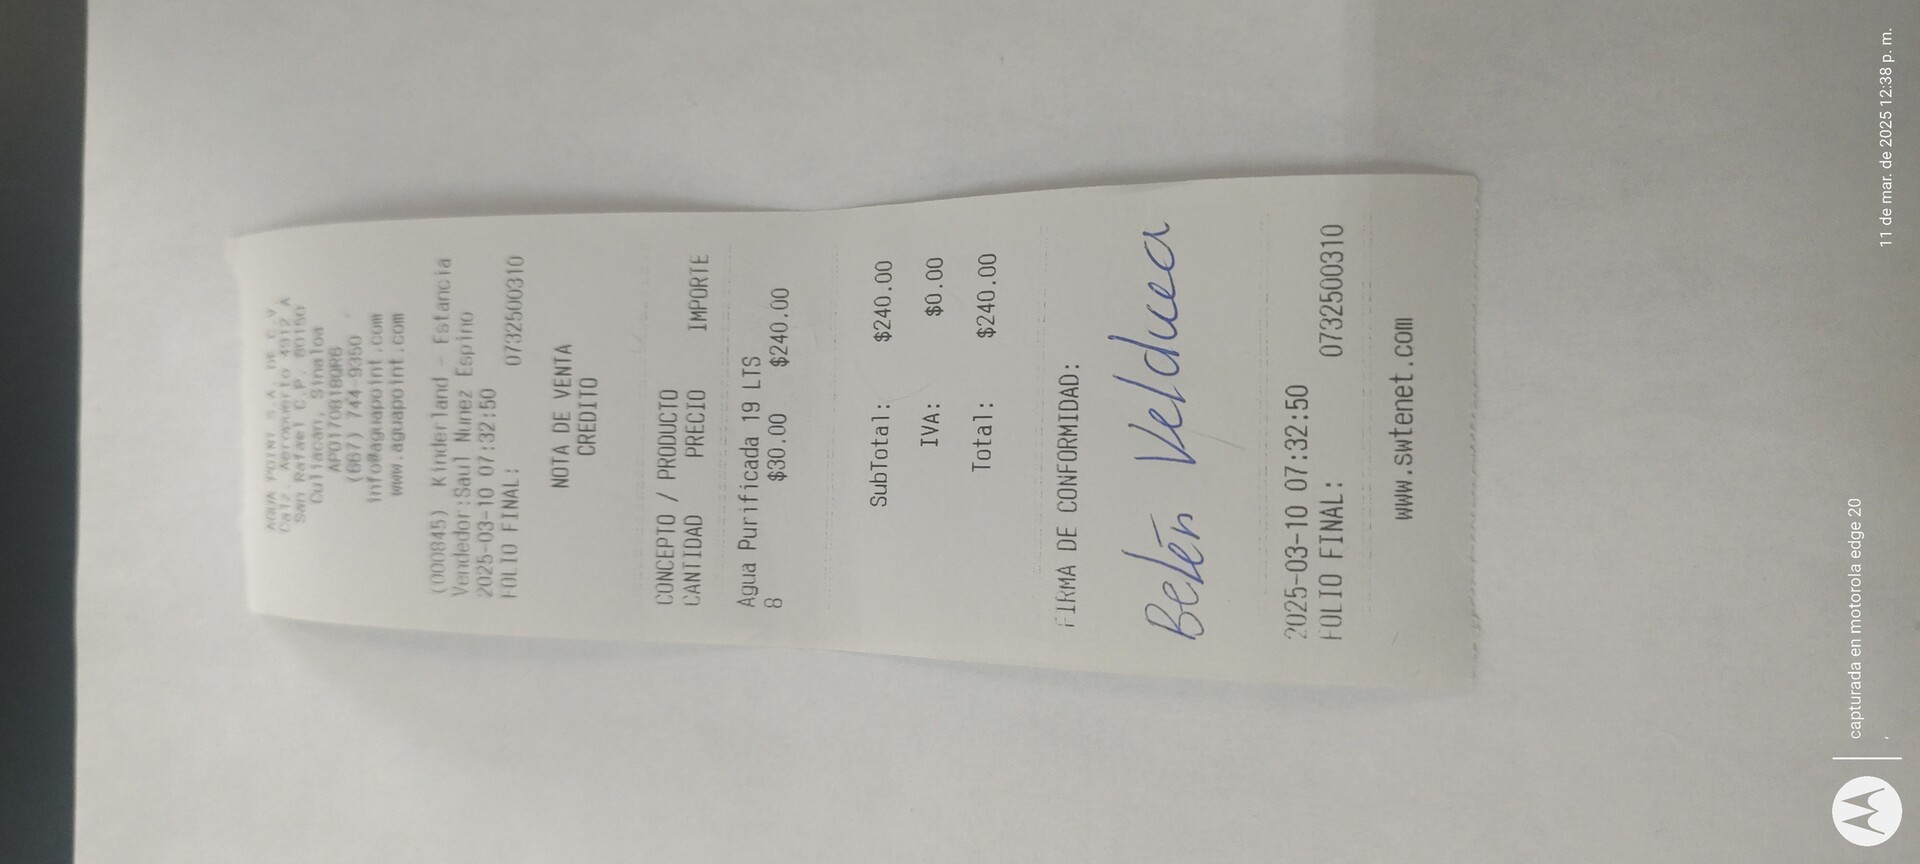 AQUA POINT S.A. DE C.V.
Calz. Aeropuerto 4912 A
San Rafael C.P. 80150
Culiacan, Sinaloa
APO170818QR6
(667) 744-9350
info@aguapoint.com
www.aguapoint.com
(000845) Kinderland - Estancia
Vendedor:Saul Nunez Espino
2025-03-10 07:32:50
FOLIO FINAL: 0732500310
NOTA DE VENTA
CREDITO
CONCEPTO / PRODUCTO
CANTIDAD PRECIO IMPORTE
Agua Purificada 19 LTS
8 $30.00 $240.00
SubTotal: $240.00
IVA: $0.00
Total: $240.00
FIRMA DE CONFORMIDAD:
Belén Velduea
2025-03-10 07:32:50
FOLIO FINAL: 0732500310
www.swtenet.com
capturada en motorola edge 20
11 de mar. de 2025 12:38 p. m.